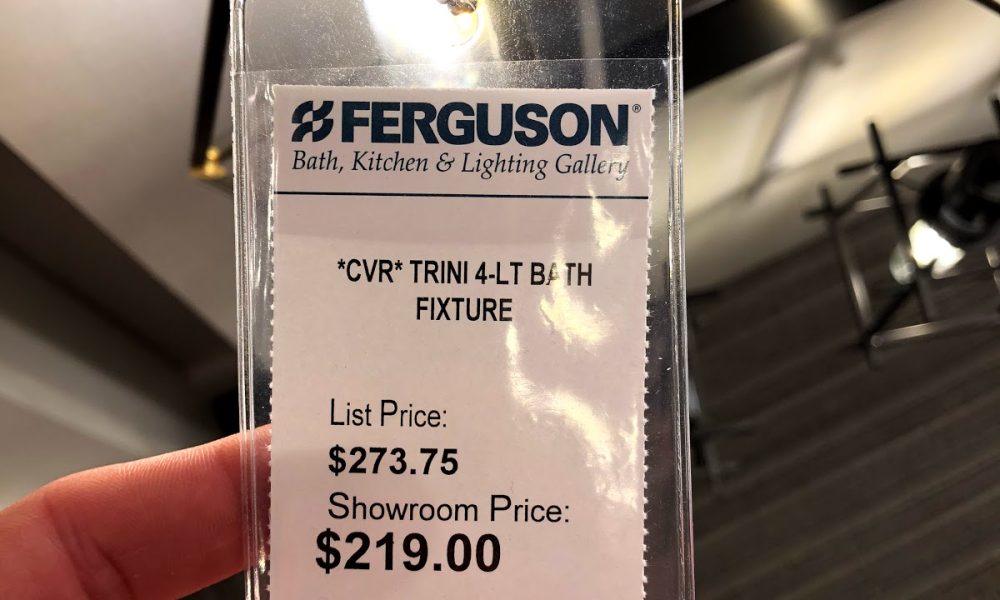 FERGUSON®
Bath, Kitchen & Lighting Gallery
*CVR* TRINI 4-LT BATH
FIXTURE
List Price:
$273.75
Showroom Price:
$219.00